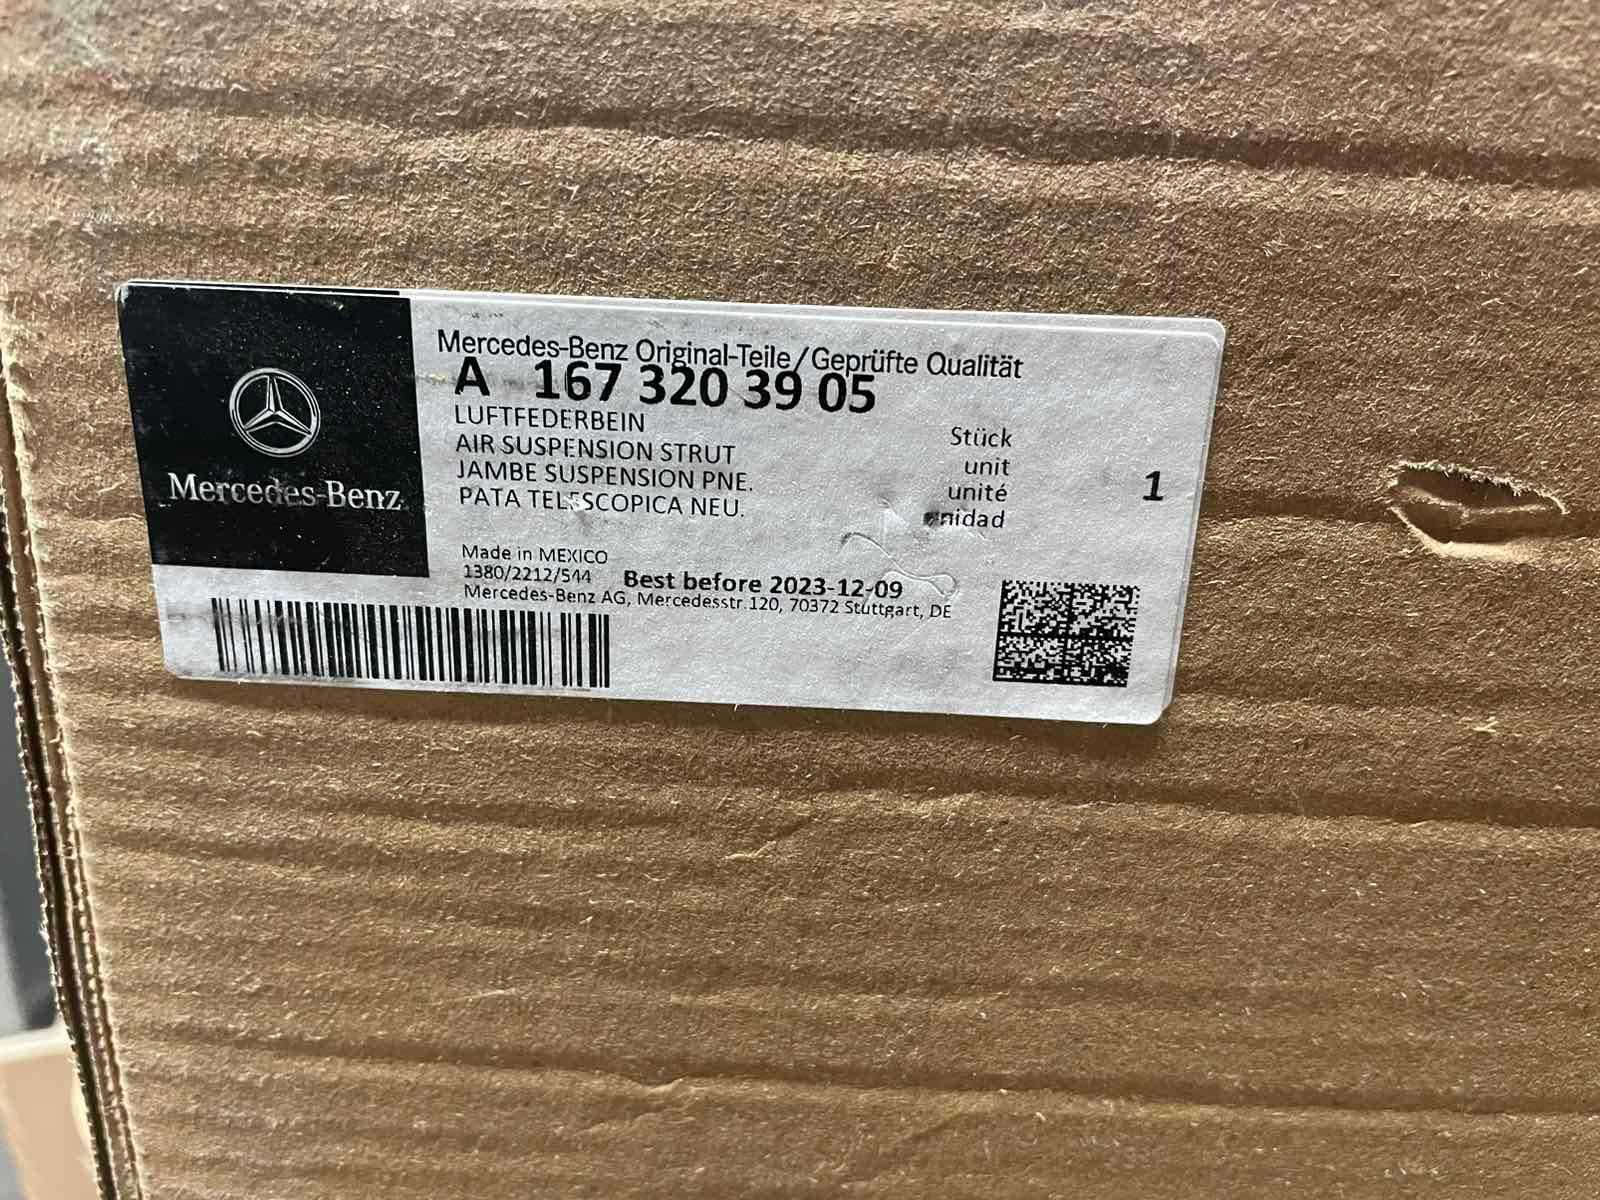 Mercedes-Benz
Mercedes-Benz Original-Teile/Geprüfte Qualität
A 167 320 39 05
LUFTFEDERBEIN
AIR SUSPENSION STRUT
JAMBE SUSPENSION PNE.
PATA TELESCOPICA NEU.
Stück
unit
unité
unidad
1
Made in MEXICO
1380/2212/544 Best before 2023-12-09
Mercedes-Benz AG, Mercedesstr.120, 70372 Stuttgart, DE